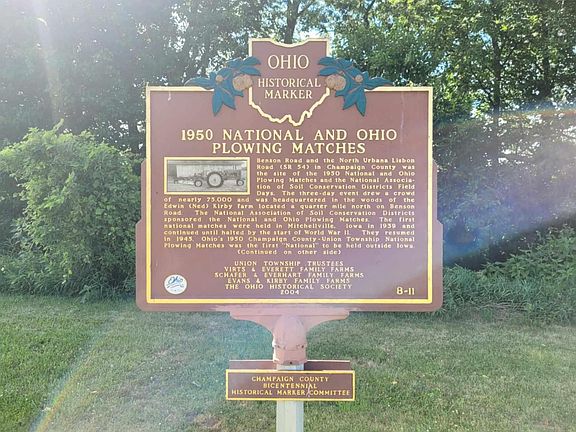 OHIO
HISTORICAL
MARKER
1950 NATIONAL AND OHIO
PLOWING MATCHES
Benson Road and the North Urbana Lisbon
Road (SR 54) in Champaign County was
the site of the 1950 National and Ohio
Plowing Matches and the National Associa-
tion of Soil Conservation Districts Field
Days. The three-day event drew a crowd
of nearly 75,000 and was headquartered in the woods of the
Edwin (Ned) Kirby farm located a quarter mile north on Benson
Road. The National Association of Soil Conservation Districts
sponsored the National and Ohio Plowing Matches. The first
national matches were held in Mitchellville, Iowa in 1939 and
continued until halted by the start of World War II. They resumed
in 1945. Ohio's 1950 Champaign County-Union Township National
Plowing Matches was the first "National" to be held outside Iowa.
(Continued on other side)
UNION TOWNSHIP TRUSTEES
VIRTS & EVERETT FAMILY FARMS
SCHAFER & EVERHART FAMILY FARMS
EVANS & KIRBY FAMILY FARMS
THE OHIO HISTORICAL SOCIETY
2004
8-11
Ohio
CHAMPAIGN COUNTY
BICENTENNIAL
HISTORICAL MARKER COMMITTEE